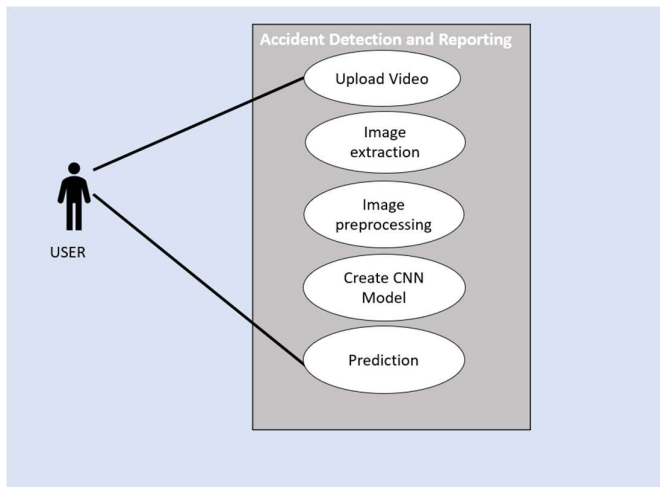 Accident Detection and Reporting
Upload Video
Image
extraction
Image
preprocessing
USER
Create CNN
Model
Prediction